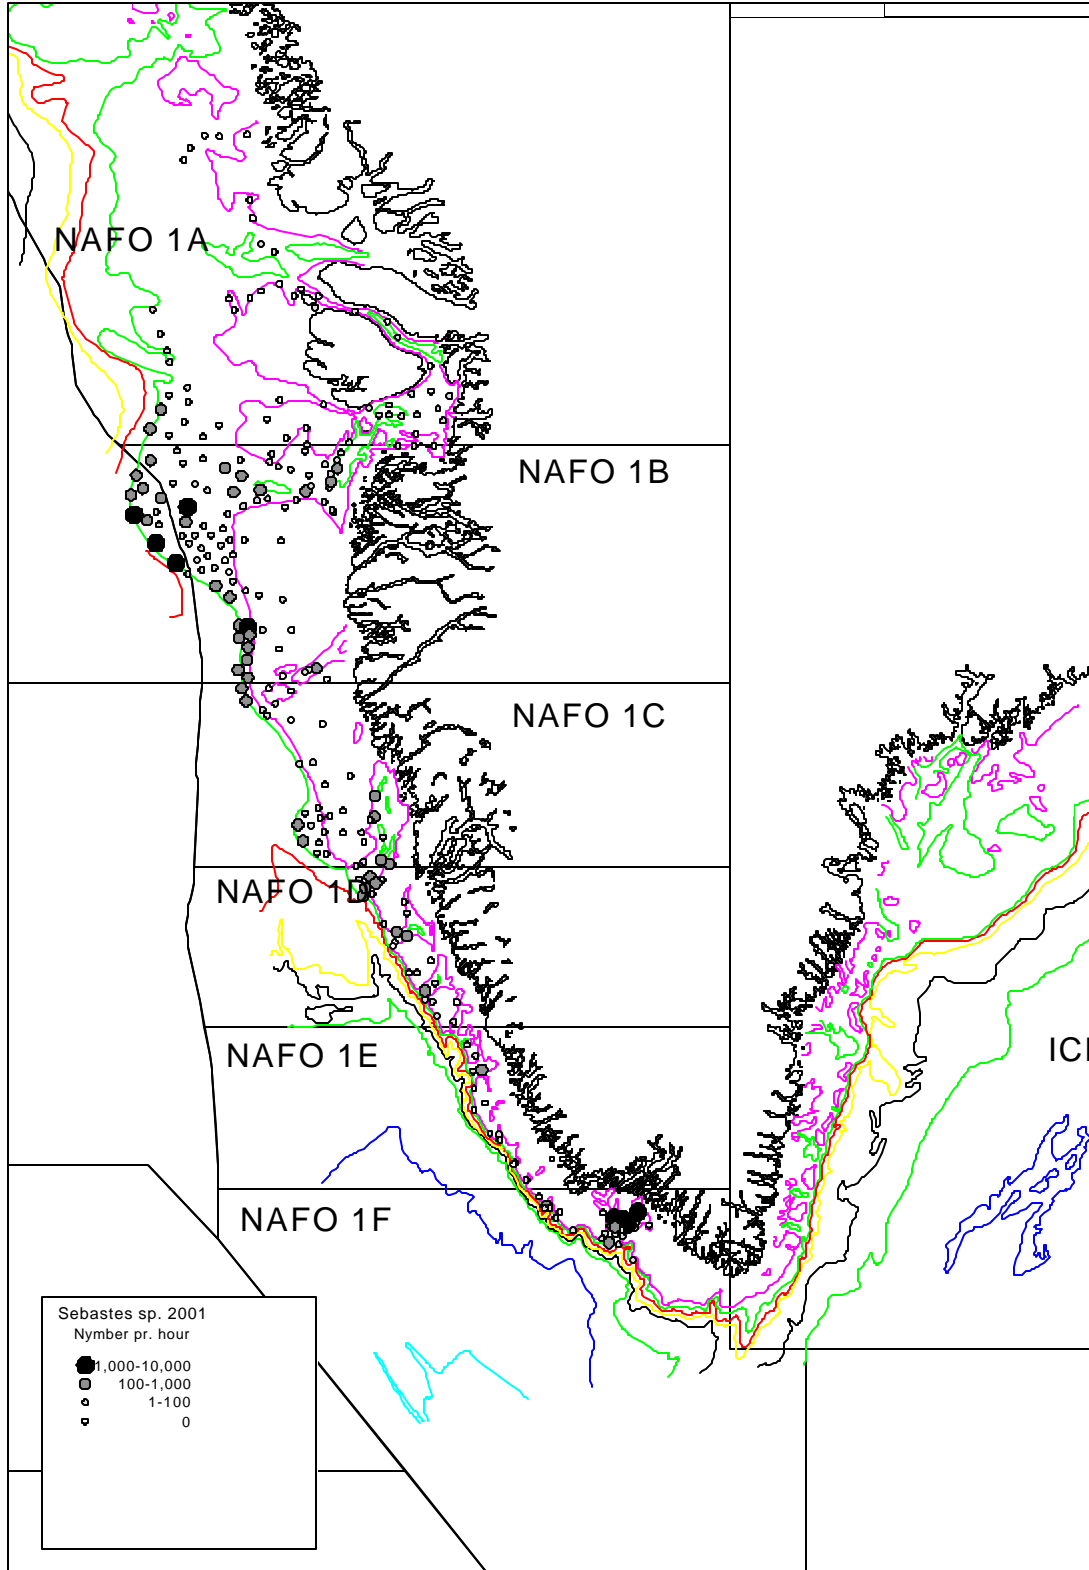 NAFO 1A
NAFO 1B
NAFO 1C
NAFO 1D
NAFO 1E
ICI
NAFO 1F
Sebastes sp. 2001
Nymber pr. hour
1,000-10,000
100-1,000
1-100
0